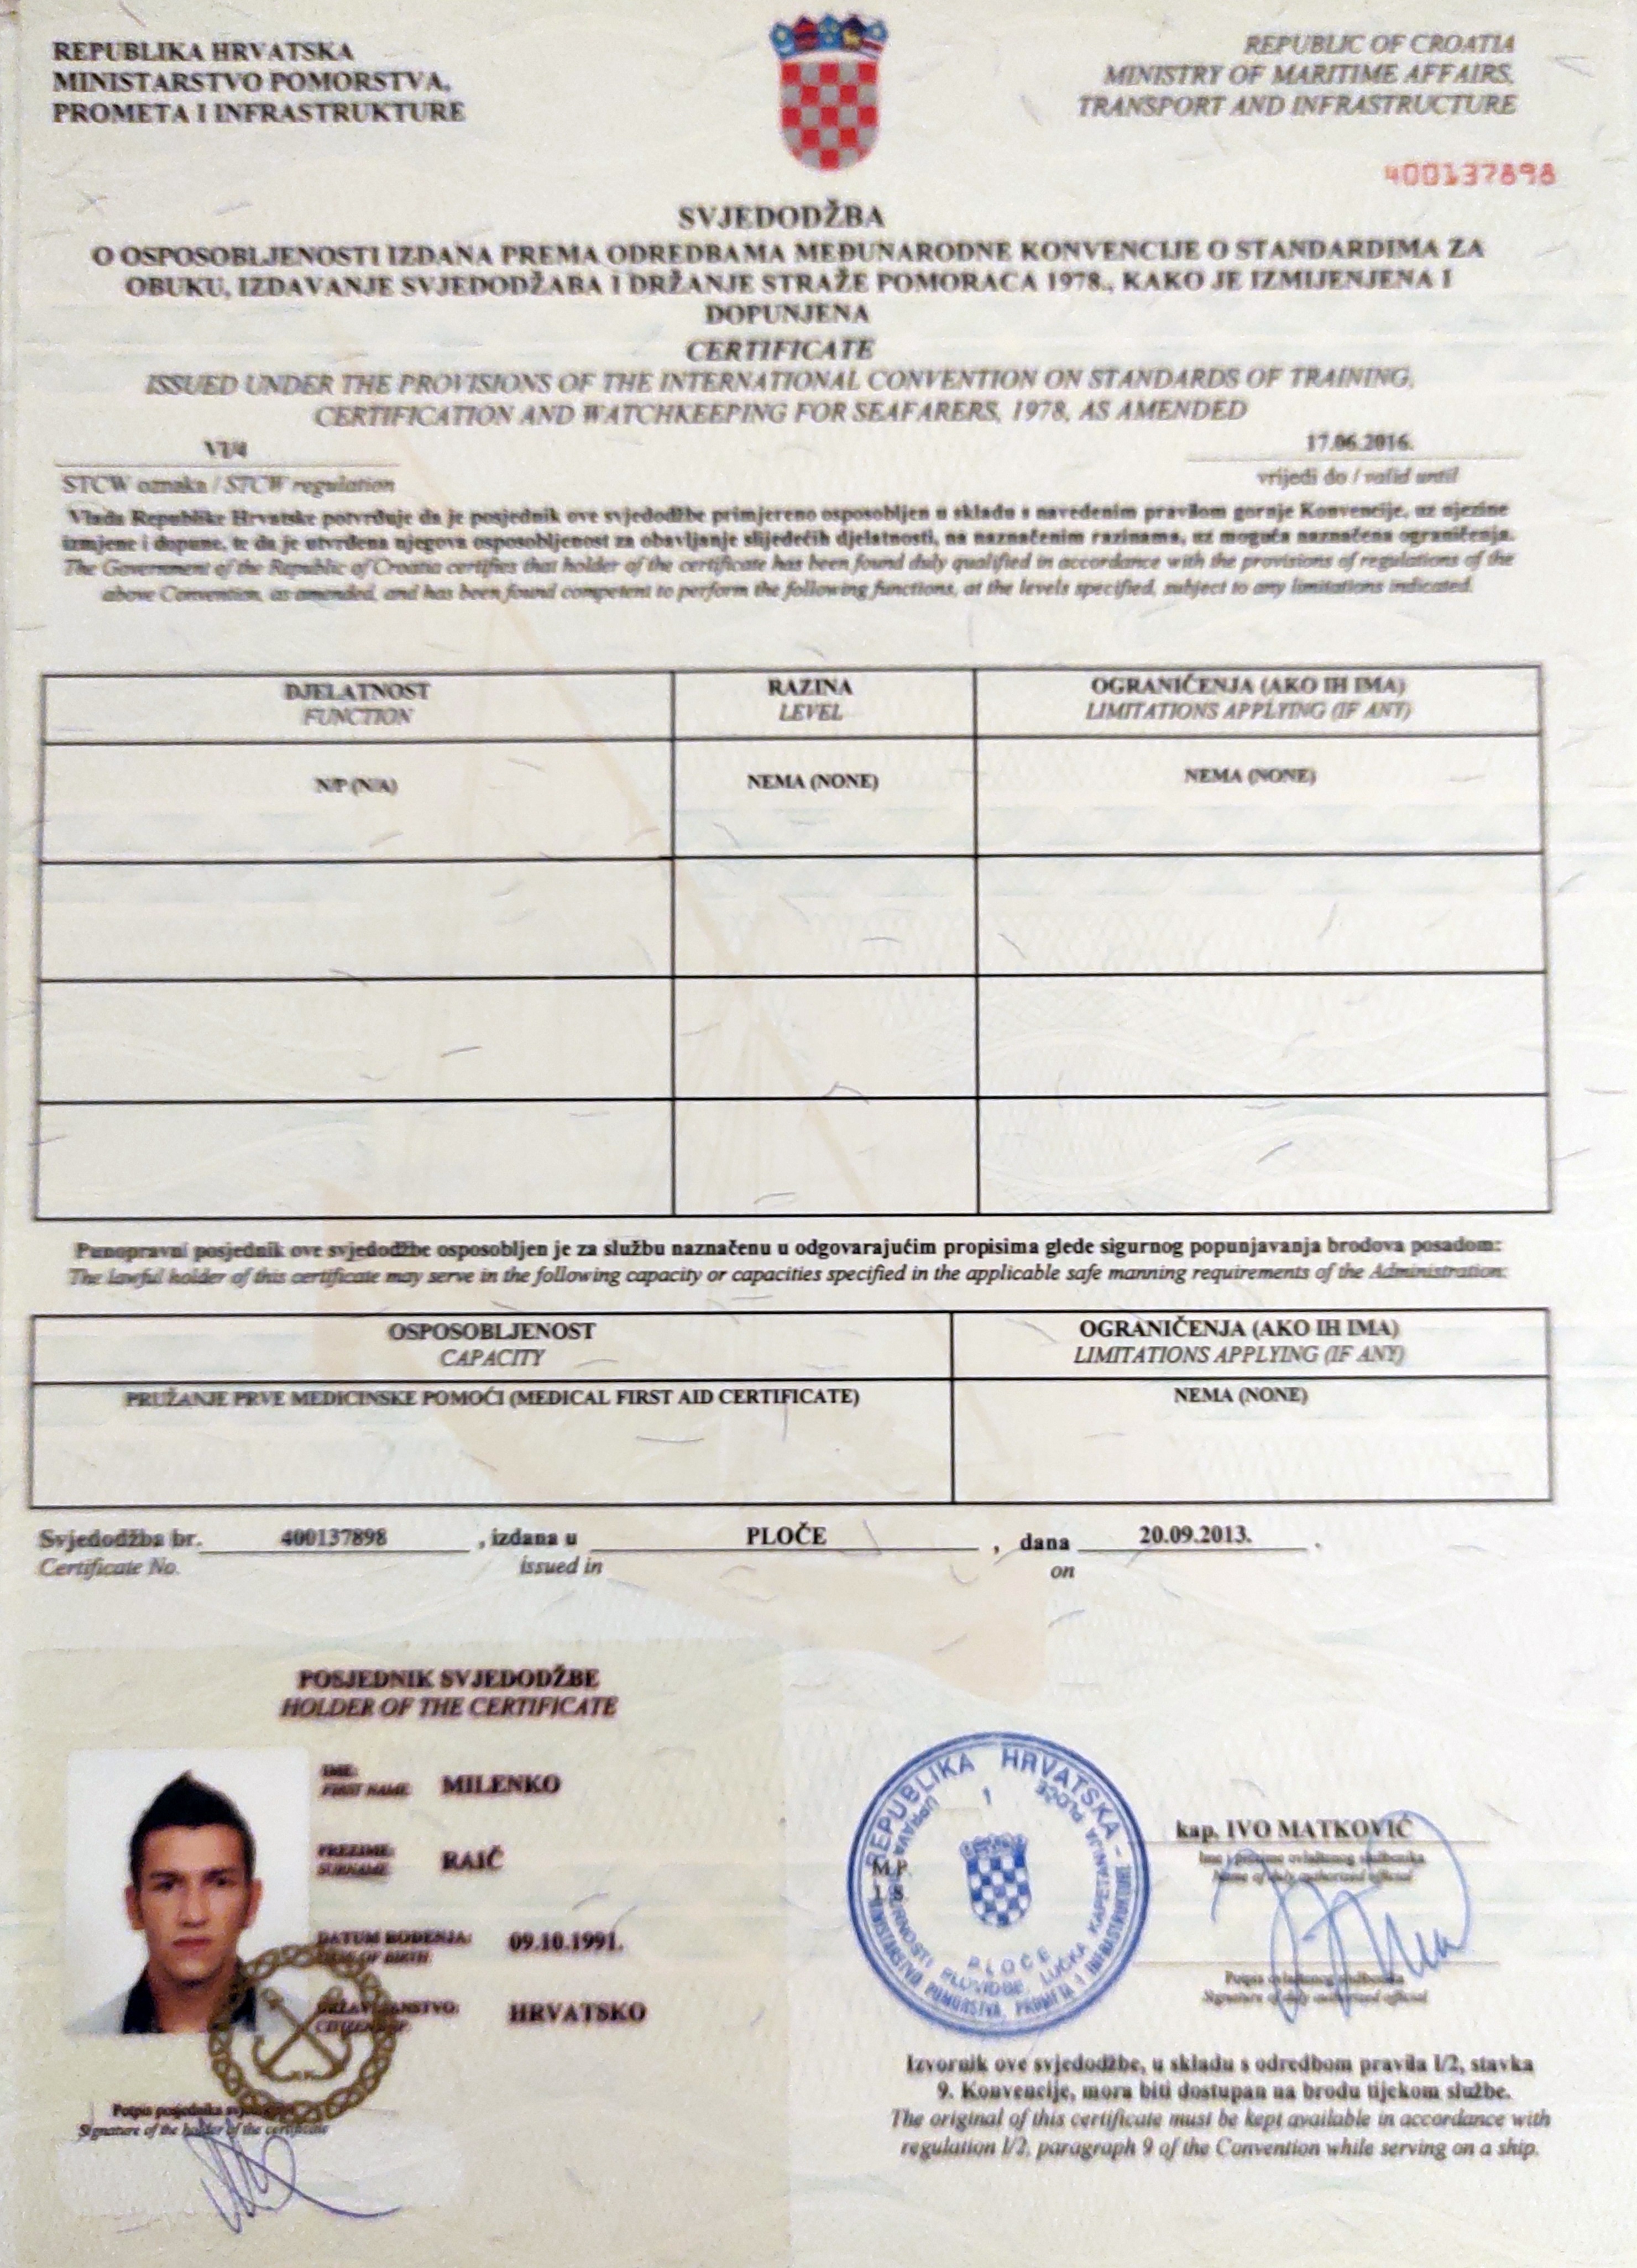 REPUBLIKA HRVATSKA
MINISTARSTVO POMORSTVA,
PROMETA I INFRASTRUKTURE
REPUBLIC OF CROATIA
MINISTRY OF MARITIME AFFAIRS,
TRANSPORT AND INFRASTRUCTURE
400137898
SVJEDODŽBA
O OSPOSOBLJENOSTI IZDANA PREMA ODREDBAMA MEĐUNARODNE KONVENCIJE O STANDARDIMA ZA
OBUKU, IZDAVANJE SVJEDODŽABA I DRŽANJE STRAŽE POMORACA 1978., KAKO JE IZMIJENJENA I
DOPUNJENA
CERTIFICATE
ISSUED UNDER THE PROVISIONS OF THE INTERNATIONAL CONVENTION ON STANDARDS OF TRAINING,
CERTIFICATION AND WATCHKEEPING FOR SEAFARERS, 1978, AS AMENDED
VI/4
17.06.2016.
STCW oznaka / STCW regulation
vrijedi do / valid until
Vlada Republike Hrvatske potvrđuje da je posjednik ove svjedodžbe primjereno osposobljen u skladu s navedenim pravilom gornje Konvencije, uz njezine
izmjene i dopune, te da je utvrđena njegova osposobljenost za obavljanje slijedećih djelatnosti, na naznačenim razinama, uz moguća naznačena ograničenja.
The Government of the Republic of Croatia certifies that holder of the certificate has been found duly qualified in accordance with the provisions of regulations of the
above Convention, as amended, and has been found competent to perform the following functions, at the levels specified, subject to any limitations indicated.
DJELATNOST
FUNCTION
RAZINA
LEVEL
OGRANIČENJA (AKO IH IMA)
LIMITATIONS APPLYING (IF ANY)
N/P (N/A)
NEMA (NONE)
NEMA (NONE)
Punopravni posjednik ove svjedodžbe osposobljen je za službu naznačenu u odgovarajućim propisima glede sigurnog popunjavanja brodova posadom:
The lawful holder of this certificate may serve in the following capacity or capacities specified in the applicable safe manning requirements of the Administration:
OSPOSOBLJENOST
CAPACITY
OGRANIČENJA (AKO IH IMA)
LIMITATIONS APPLYING (IF ANY)
PRUŽANJE PRVE MEDICINSKE POMOĆI (MEDICAL FIRST AID CERTIFICATE)
NEMA (NONE)
Svjedodžba br. 400137898 , izdana u PLOČE , dana 20.09.2013. .
Certificate No. issued in on
POSJEDNIK SVJEDODŽBE
HOLDER OF THE CERTIFICATE
IME:
FIRST NAME
MILENKO
PREZIME:
SURNAME
RAIČ
DATUM ROĐENJA:
DATE OF BIRTH
09.10.1991.
DRŽAVLJANSTVO:
CITIZENSHIP
HRVATSKO
Potpis posjednika svjedodžbe
Signature of the holder of the certificate
REPUBLIKA HRVATSKA -
MINISTARSTVO POMORSTVA, PROMETA I INFRASTRUKTURE
UPRAVA SIGURNOSTI PLOVIDBE, LUČKA KAPETANIJA PLOČE
1
PLOČE
M.P.
kap. IVO MATKOVIĆ
Ime i prezime ovlaštenog službenika
Name of duly authorized official
Potpis ovlaštenog službenika
Signature of duly authorized official
Izvornik ove svjedodžbe, u skladu s odredbom pravila I/2, stavka
9. Konvencije, mora biti dostupan na brodu tijekom službe.
The original of this certificate must be kept available in accordance with
regulation I/2, paragraph 9 of the Convention while serving on a ship.